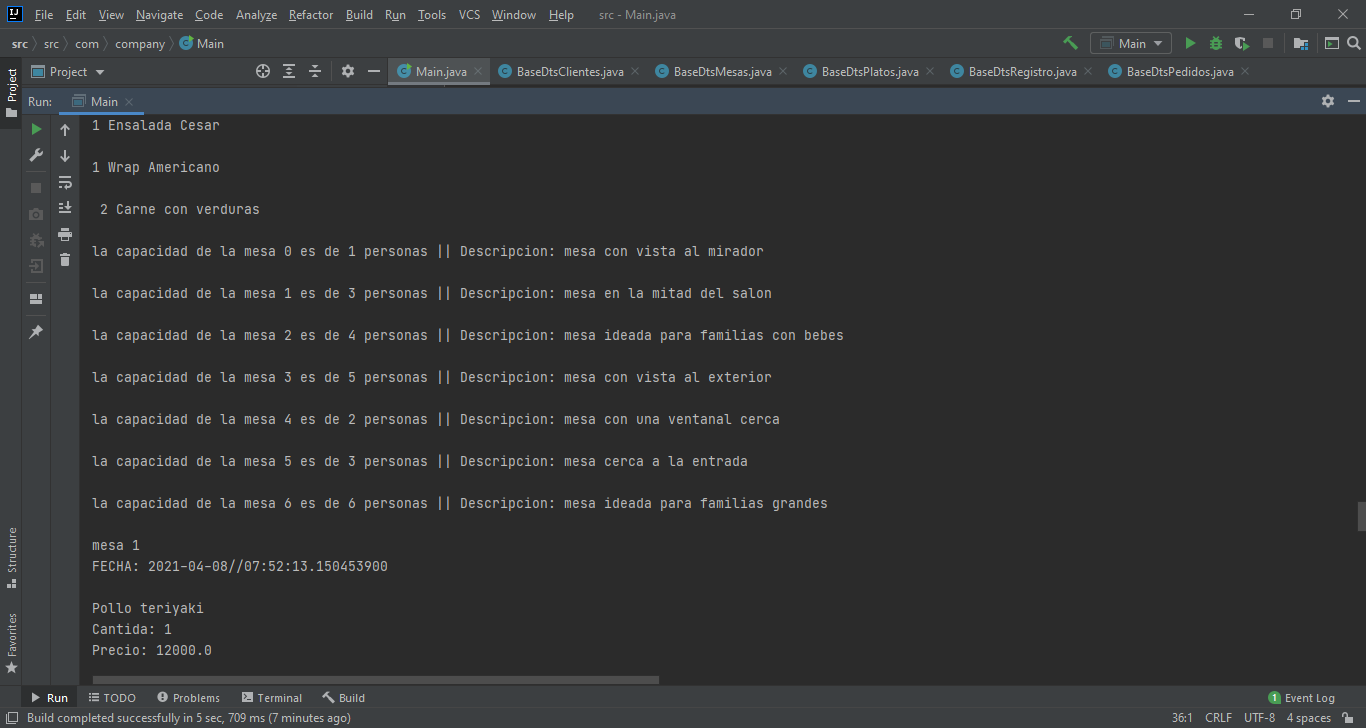 IJ File Edit View Navigate Code Analyze Refactor Build Run Tools VCS Window Help src - Main.java
src src com company Main Main
Project Main.java BaseDtsClientes.java BaseDtsMesas.java BaseDtsPlatos.java BaseDtsRegistro.java BaseDtsPedidos.java
Project
Run: Main
1 Ensalada Cesar
1 Wrap Americano
2 Carne con verduras
la capacidad de la mesa 0 es de 1 personas || Descripcion: mesa con vista al mirador
la capacidad de la mesa 1 es de 3 personas || Descripcion: mesa en la mitad del salon
la capacidad de la mesa 2 es de 4 personas || Descripcion: mesa ideada para familias con bebes
la capacidad de la mesa 3 es de 5 personas || Descripcion: mesa con vista al exterior
la capacidad de la mesa 4 es de 2 personas || Descripcion: mesa con una ventanal cerca
la capacidad de la mesa 5 es de 3 personas || Descripcion: mesa cerca a la entrada
la capacidad de la mesa 6 es de 6 personas || Descripcion: mesa ideada para familias grandes
mesa 1
FECHA: 2021-04-08//07:52:13.150453900
Pollo teriyaki
Cantida: 1
Precio: 12000.0
Structure
Favorites
Run TODO Problems Terminal Build 1 Event Log
Build completed successfully in 5 sec, 709 ms (7 minutes ago) 36:1 CRLF UTF-8 4 spaces